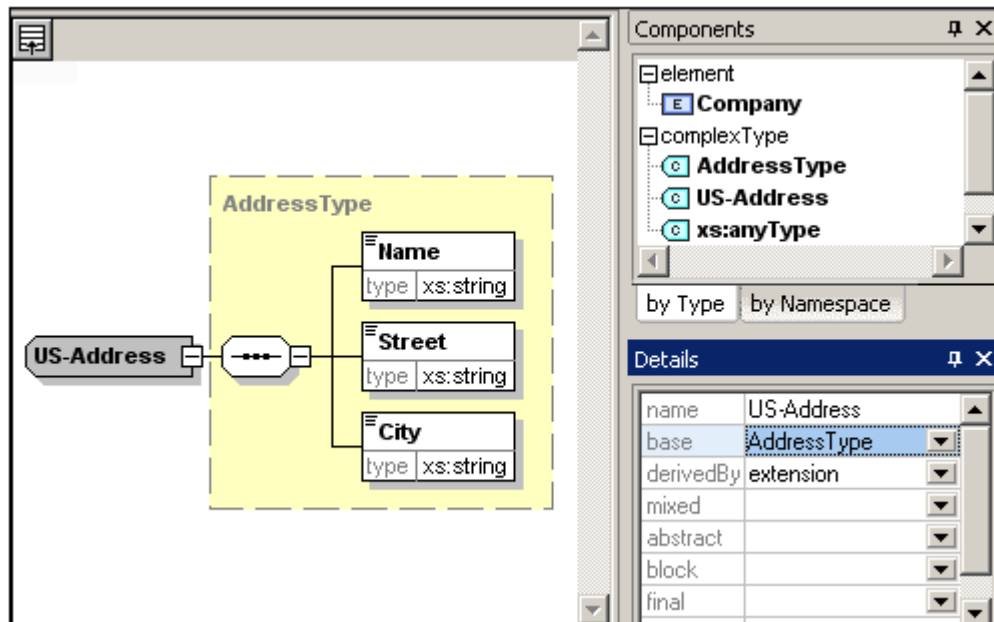 AddressType
Name
type xs:string
US-Address
Street
type xs:string
City
type xs:string
Components
element
E Company
complexType
C AddressType
C US-Address
C xs:anyType
by Type by Namespace
Details
name US-Address
base AddressType
derivedBy extension
mixed
abstract
block
final